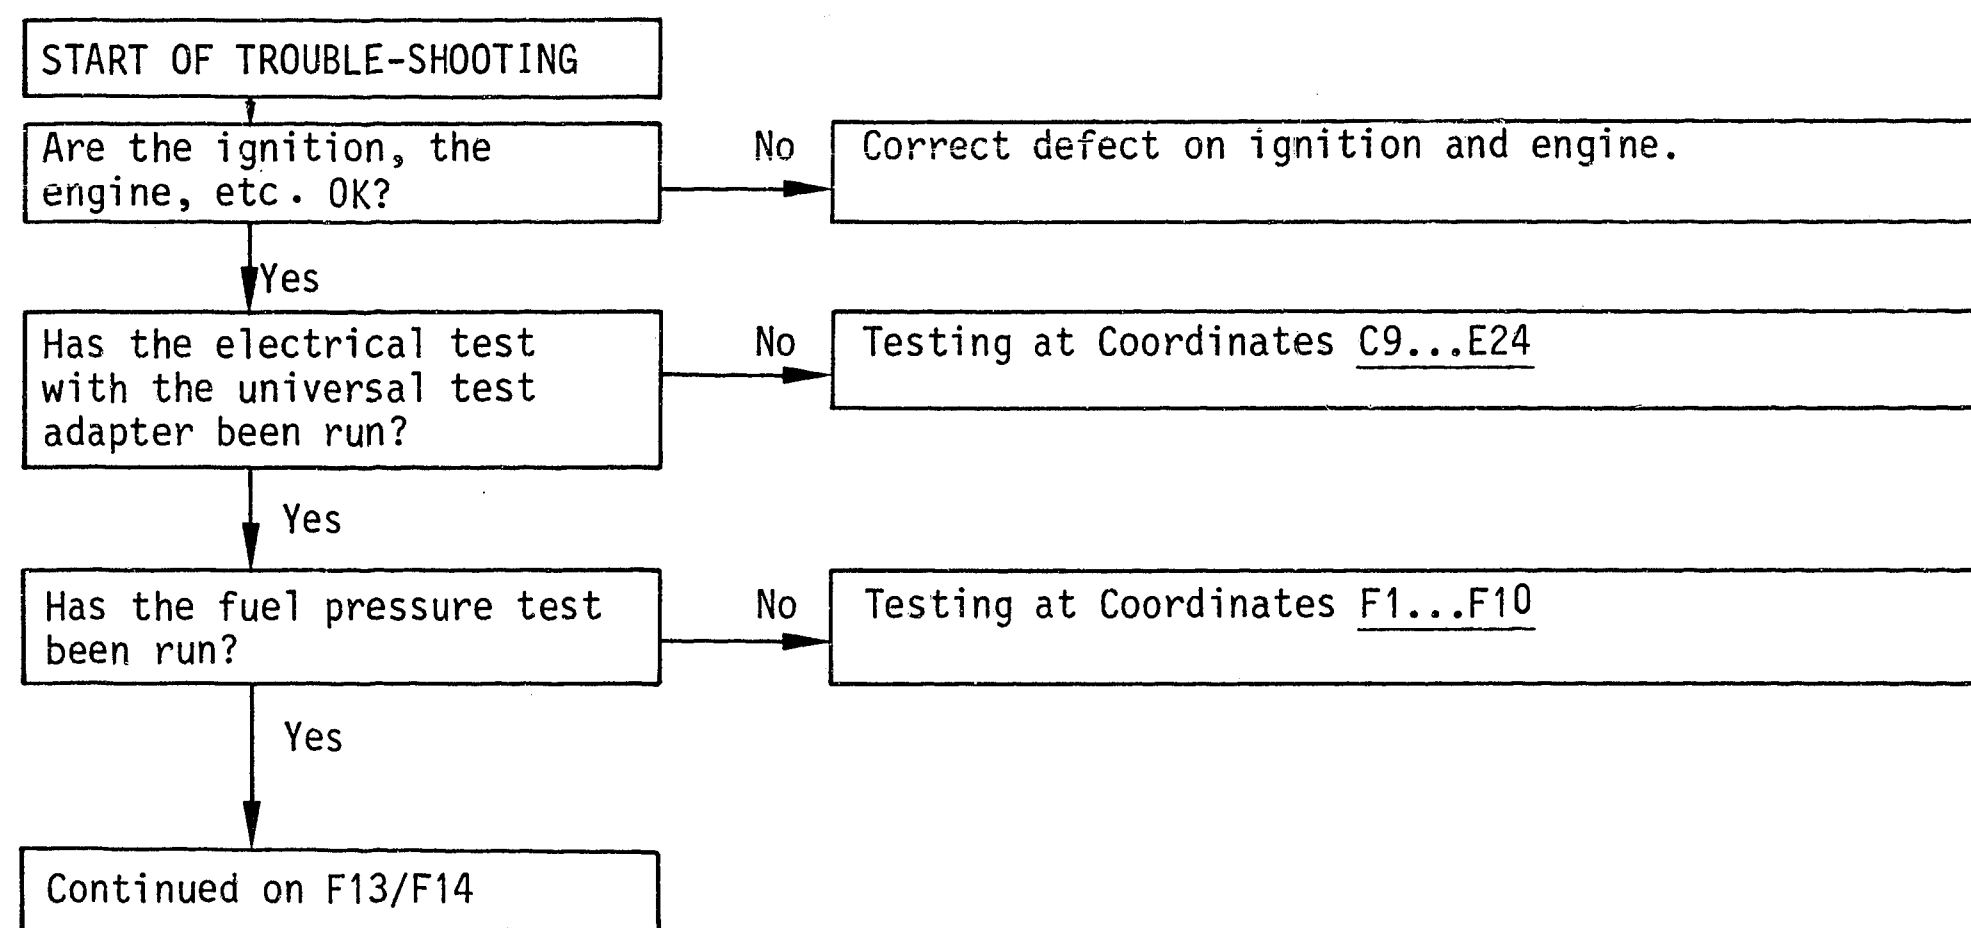 START OF TROUBLE-SHOOTING
Are the ignition, the
engine, etc. OK?
No
Correct defect on ignition and engine.
Yes
Has the electrical test
with the universal test
adapter been run?
No
Testing at Coordinates C9...E24
Yes
Has the fuel pressure test
been run?
No
Testing at Coordinates F1...F10
Yes
Continued on F13/F14